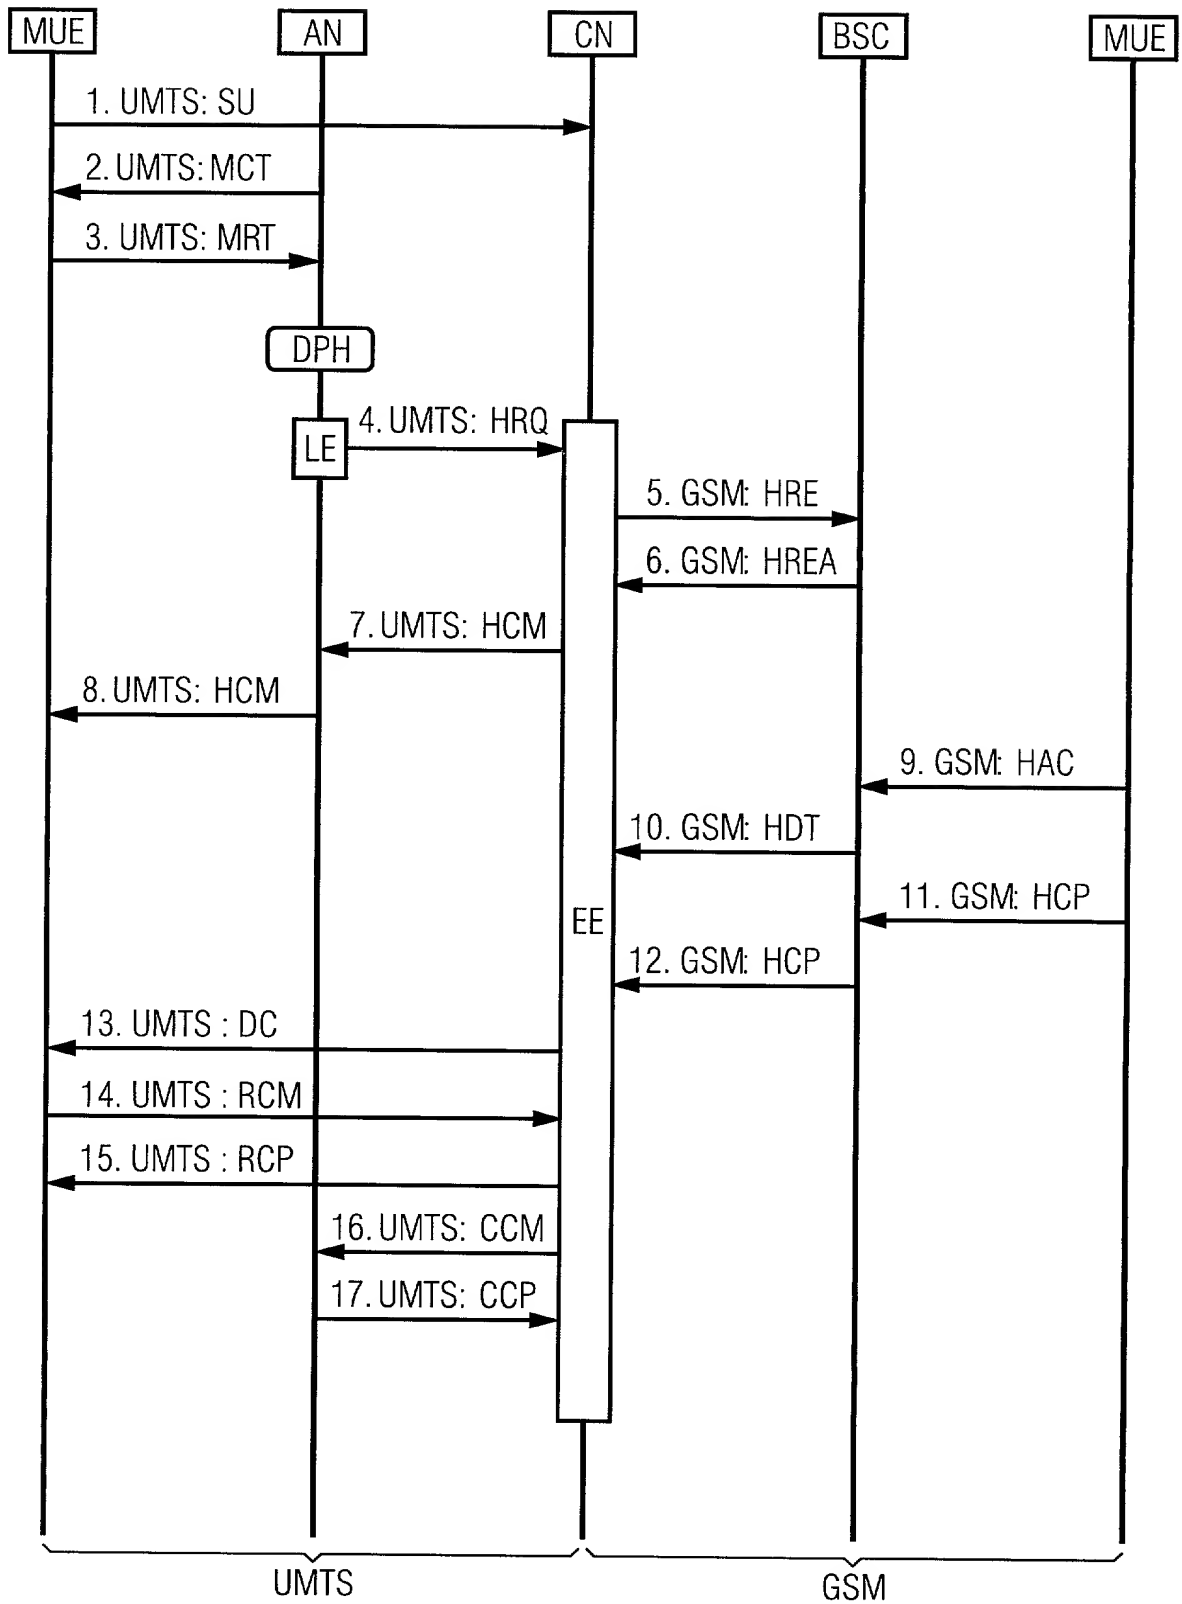 MUE AN CN BSC MUE
1. UMTS: SU
2. UMTS: MCT
3. UMTS: MRT
DPH
LE
4. UMTS: HRQ
5. GSM: HRE
6. GSM: HREA
7. UMTS: HCM
8. UMTS: HCM
9. GSM: HAC
10. GSM: HDT
11. GSM: HCP
EE
12. GSM: HCP
13. UMTS : DC
14. UMTS : RCM
15. UMTS : RCP
16. UMTS: CCM
17. UMTS: CCP
UMTS GSM